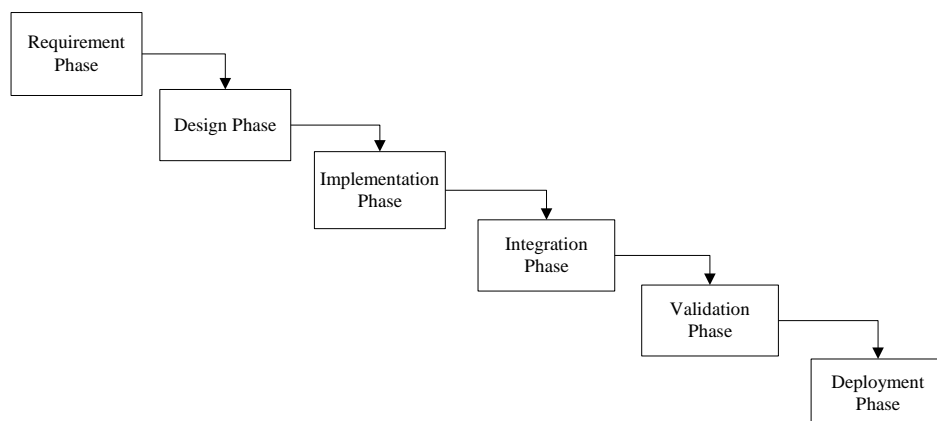 Requirement
Phase
Design Phase
Implementation
Phase
Integration
Phase
Validation
Phase
Deployment
Phase